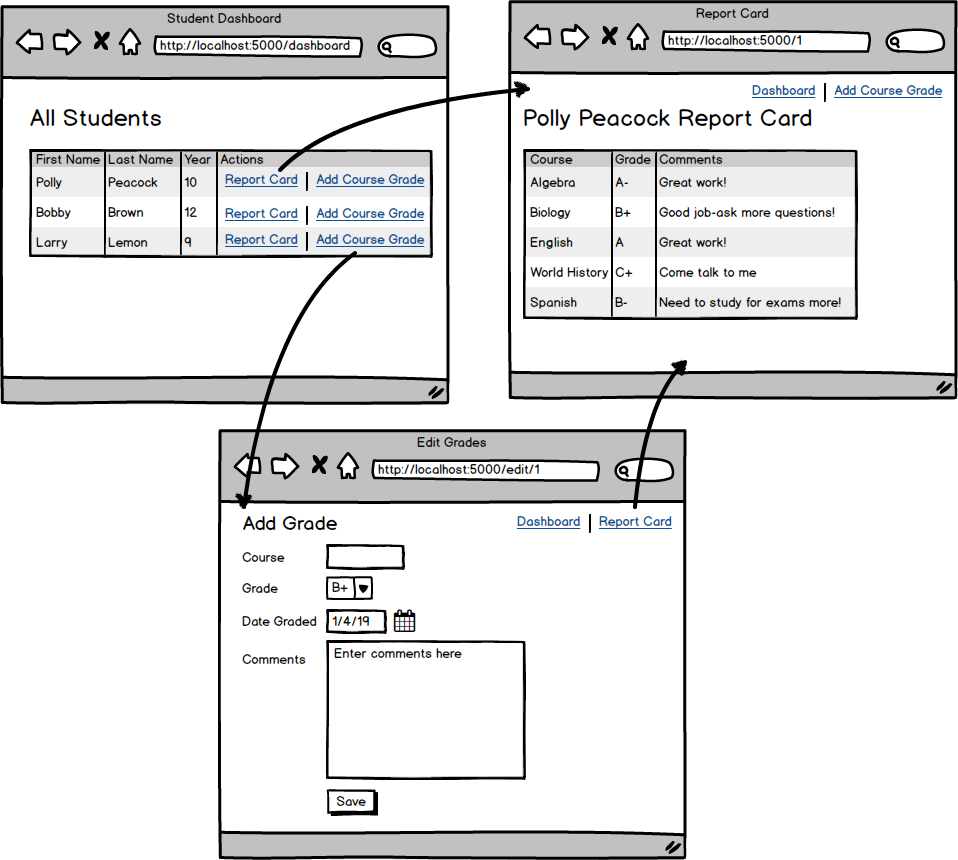 Student Dashboard
http://localhost:5000/dashboard
All Students
First Name Last Name Year Actions
Polly Peacock 10 Report Card Add Course Grade
Bobby Brown 12 Report Card Add Course Grade
Larry Lemon 9 Report Card Add Course Grade
Report Card
http://localhost:5000/1
Dashboard Add Course Grade
Polly Peacock Report Card
Course Grade Comments
Algebra A- Great work!
Biology B+ Good job-ask more questions!
English A Great work!
World History C+ Come talk to me
Spanish B- Need to study for exams more!
Edit Grades
http://localhost:5000/edit/1
Add Grade Dashboard Report Card
Course
Grade B+
Date Graded 1/4/19
Comments Enter comments here
Save